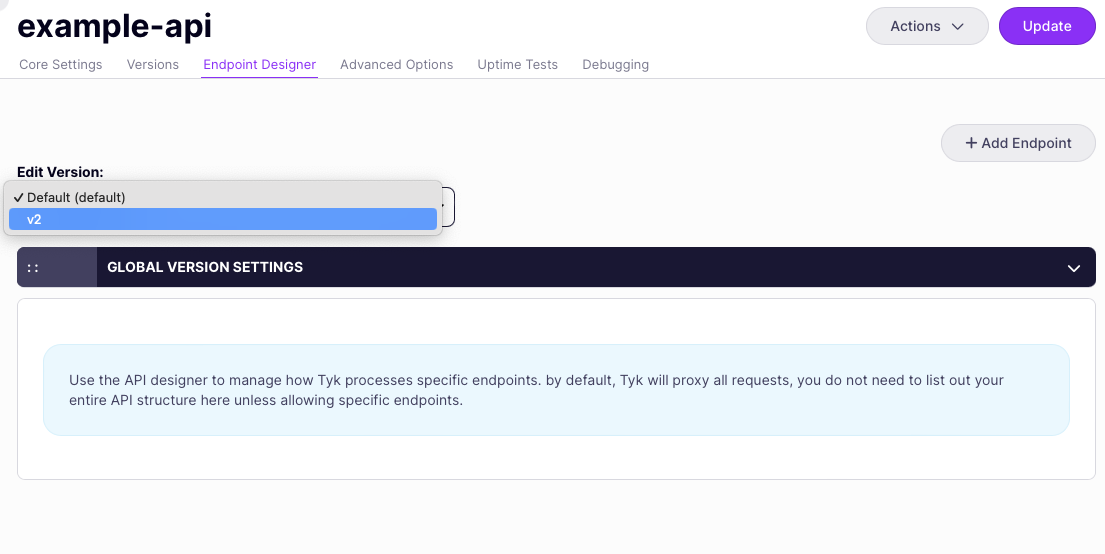 example-api
Actions
Update
Core Settings Versions Endpoint Designer Advanced Options Uptime Tests Debugging
+ Add Endpoint
Edit Version:
✓ Default (default)
v2
:: GLOBAL VERSION SETTINGS
Use the API designer to manage how Tyk processes specific endpoints. by default, Tyk will proxy all requests, you do not need to list out your
entire API structure here unless allowing specific endpoints.